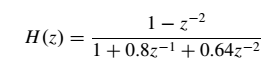 H(z) = (1 − z⁻²) / (1 + 0.8z⁻¹ + 0.64z⁻²)